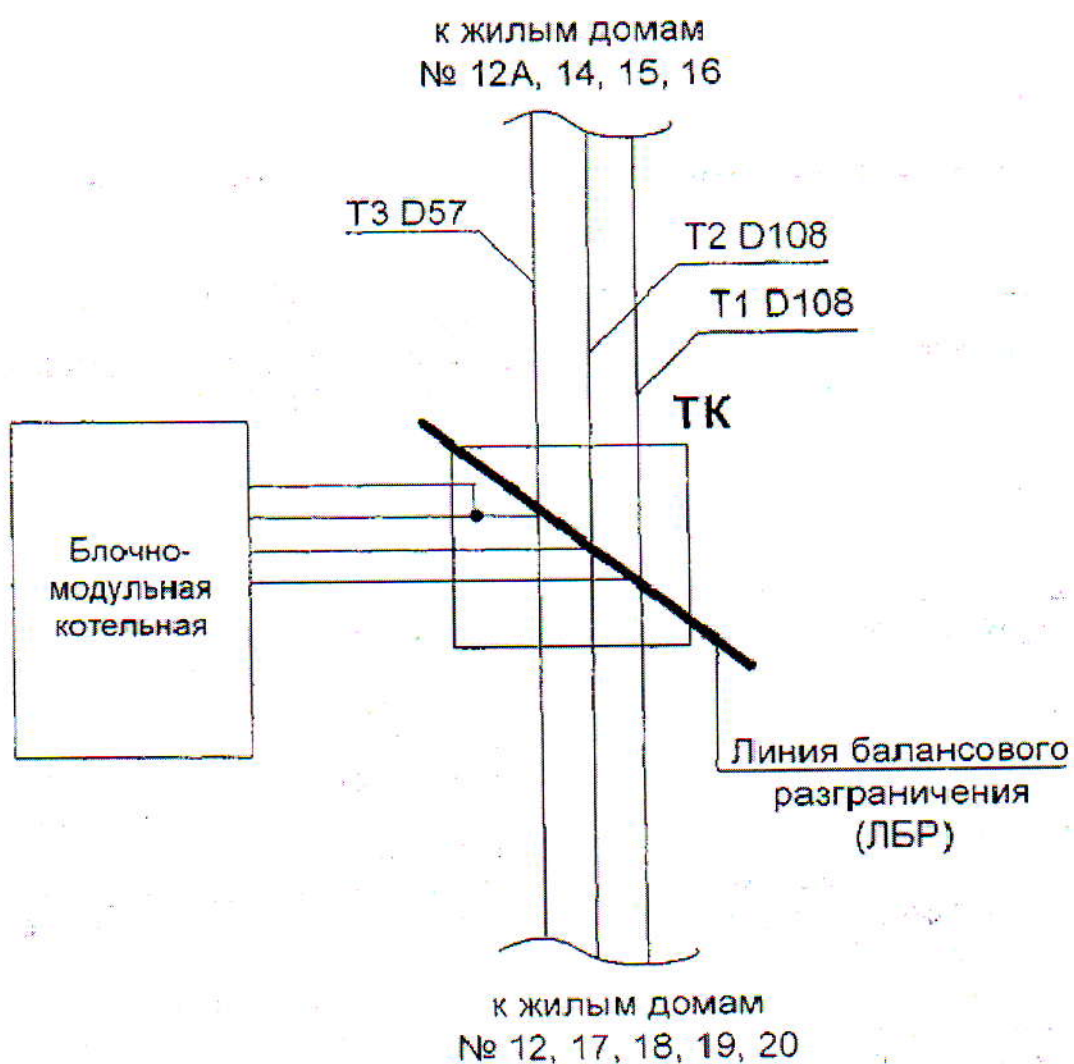 к жилым домам
№ 12А, 14, 15, 16
Т3 D57
Т2 D108
Т1 D108
ТК
Блочно-
модульная
котельная
Линия балансового
разграничения
(ЛБР)
к жилым домам
№ 12, 17, 18, 19, 20